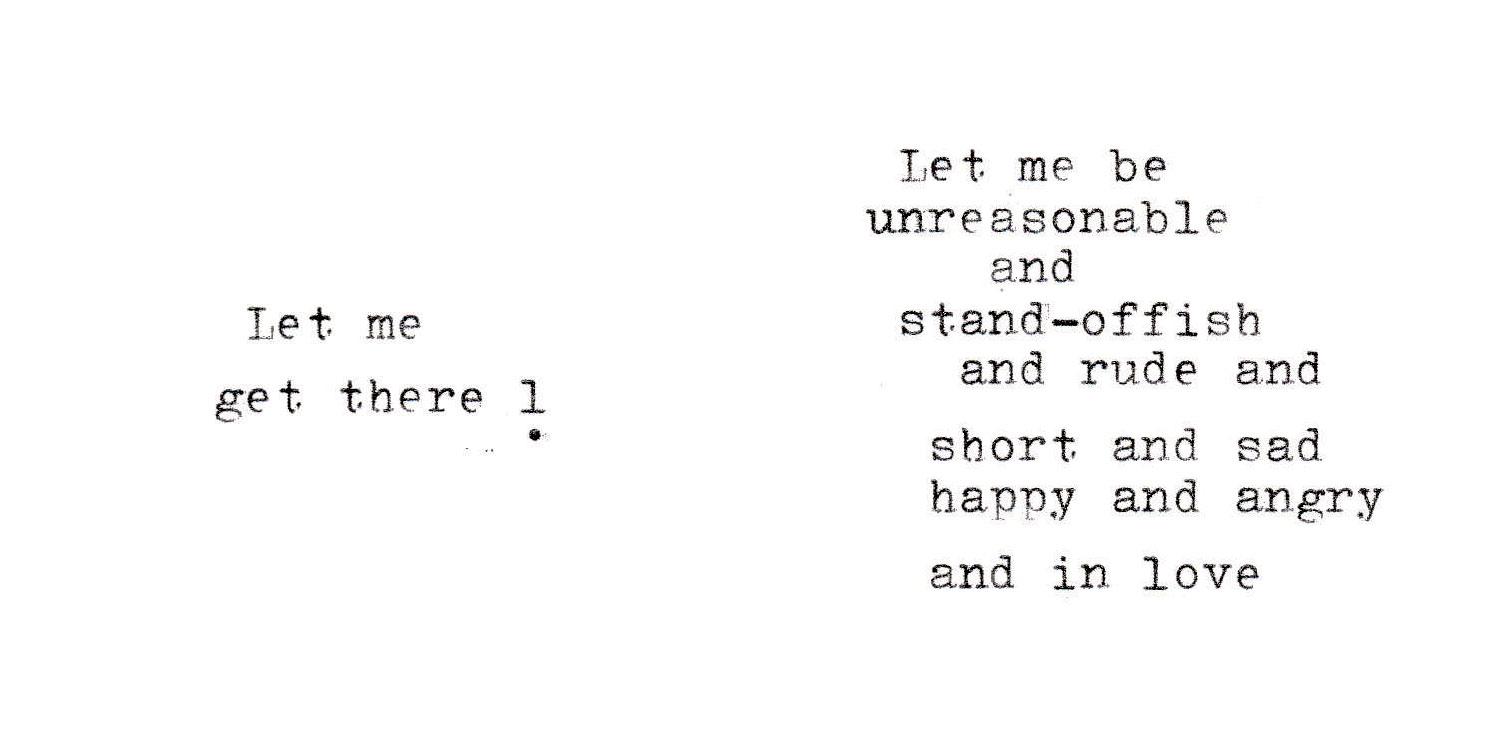 Let me
get there l.
Let me be
unreasonable
and
stand-offish
and rude and
short and sad
happy and angry
and in love